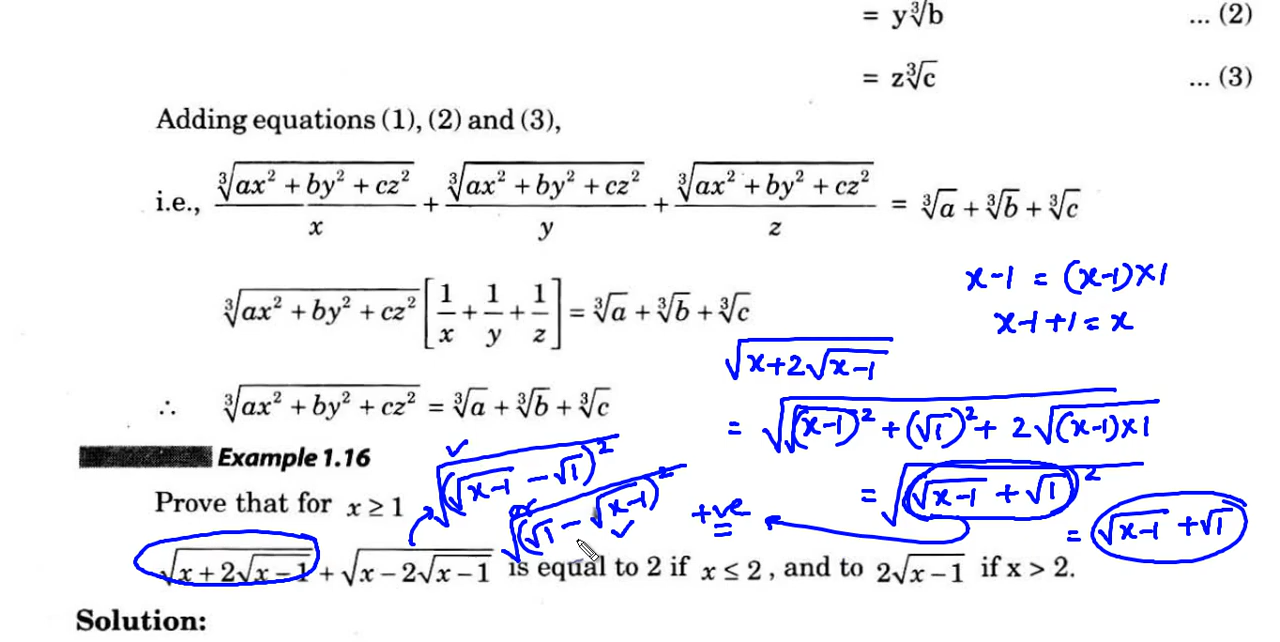 = y∛b ... (2)
= z∛c ... (3)
Adding equations (1), (2) and (3),
i.e., ∛(ax² + by² + cz²)/x + ∛(ax² + by² + cz²)/y + ∛(ax² + by² + cz²)/z = ∛a + ∛b + ∛c
x-1 = (x-1)×1
∛(ax² + by² + cz²) [1/x + 1/y + 1/z] = ∛a + ∛b + ∛c
x-1+1 = x
√(x+2√(x-1))
∴ ∛(ax² + by² + cz²) = ∛a + ∛b + ∛c
= √(√(x-1)² + (√1)² + 2√((x-1)×1))
Example 1.16
√((√(x-1) - √1)²)
= √((√(x-1) + √1)²)
Prove that for x ≥ 1
or
√((√1 - √(x-1))²)
+ve
= √(x-1) + √1
√(x + 2√(x-1)) + √(x - 2√(x-1)) is equal to 2 if x ≤ 2, and to 2√(x-1) if x > 2.
Solution: